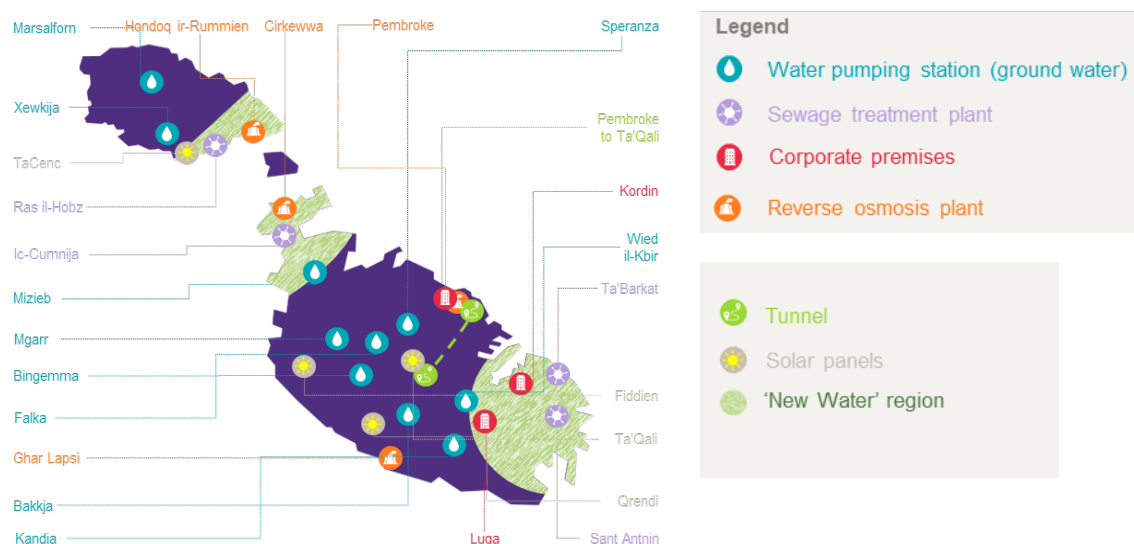 Marsalforn
Hondoq ir-Rummien
Cirkewwa
Pembroke
Speranza
Xewkija
TaCenc
Ras il-Hobz
Ic-Cumnija
Mizieb
Mgarr
Bingemma
Falka
Ghar Lapsi
Bakkja
Kandia
Pembroke
to Ta'Qali
Kordin
Wied
il-Kbir
Ta'Barkat
Fiddien
Ta'Qali
Qrendi
Luga
Sant Antnin
Legend
Water pumping station (ground water)
Sewage treatment plant
Corporate premises
Reverse osmosis plant
Tunnel
Solar panels
‘New Water’ region